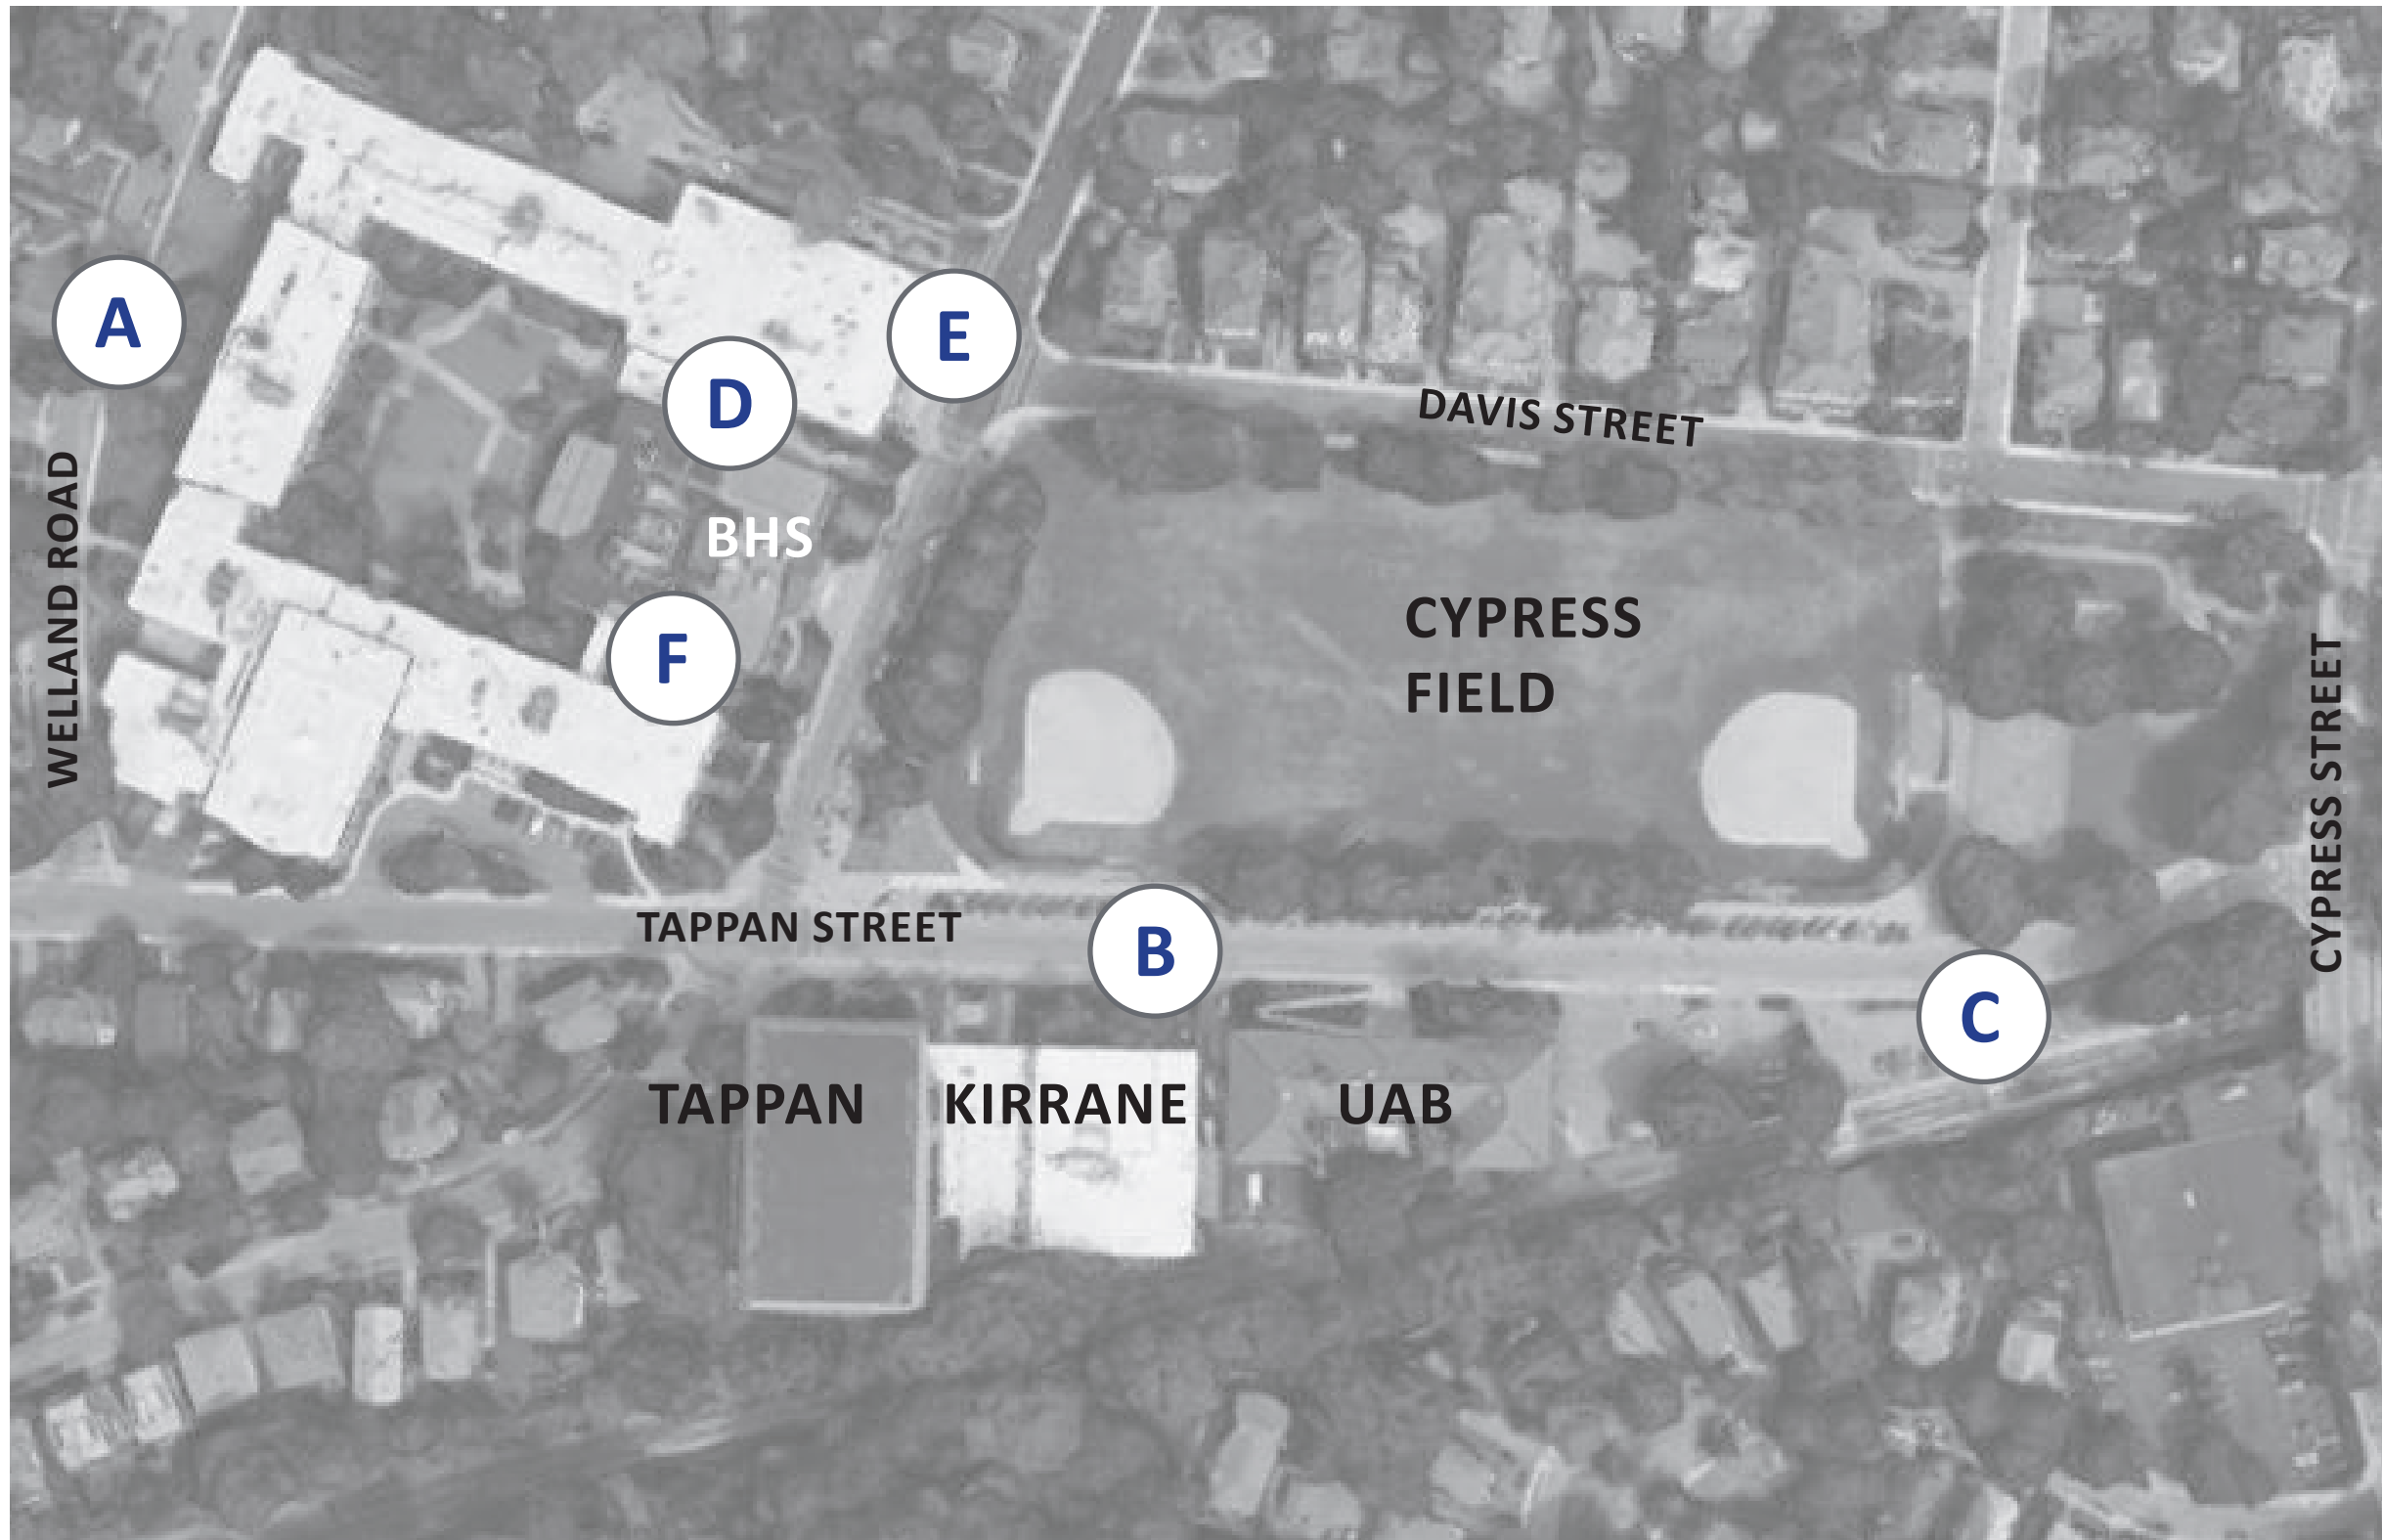 A
E
D
DAVIS STREET
WELLAND ROAD
BHS
CYPRESS
FIELD
F
CYPRESS STREET
TAPPAN STREET
B
C
TAPPAN
KIRRANE
UAB